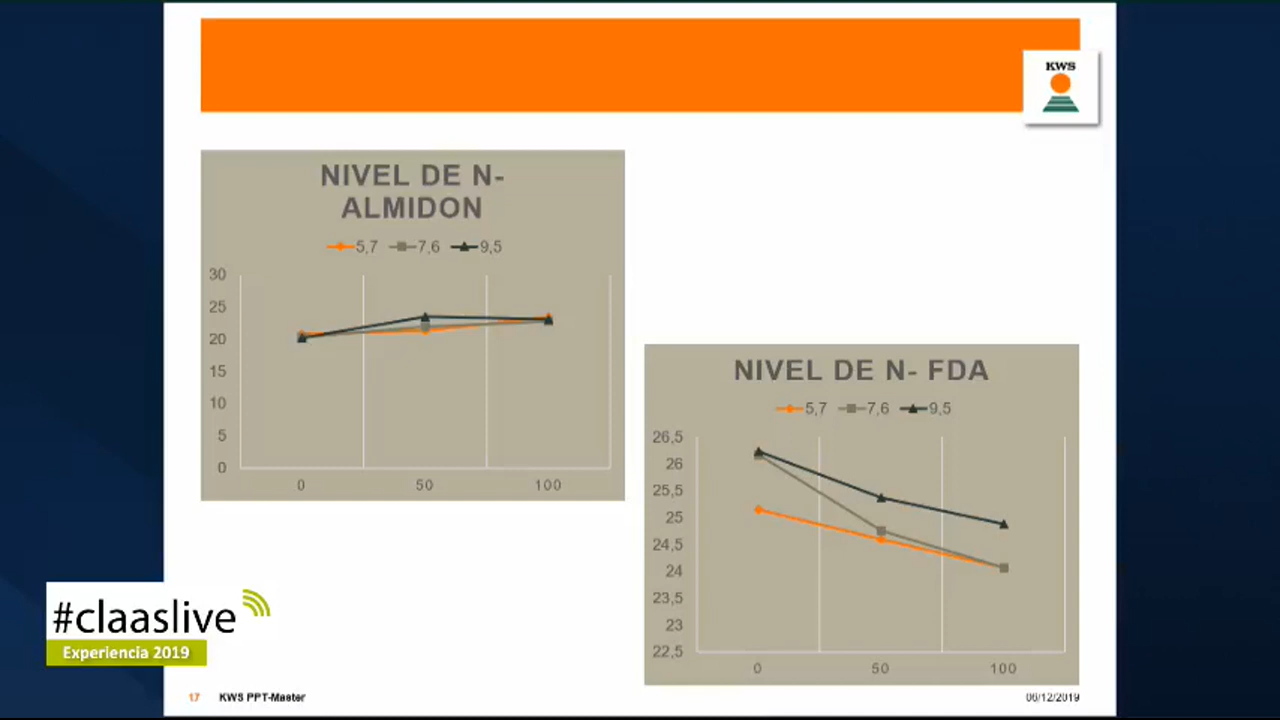 KWS
NIVEL DE N-
ALMIDON
5,7 7,6 9,5
30
25
20
15
10
5
0
0 50 100
NIVEL DE N- FDA
5,7 7,6 9,5
26,5
26
25,5
25
24,5
24
23,5
23
22,5
0 50 100
#claaslive
Experiencia 2019
17 KWS PPT-Master
06/12/2019